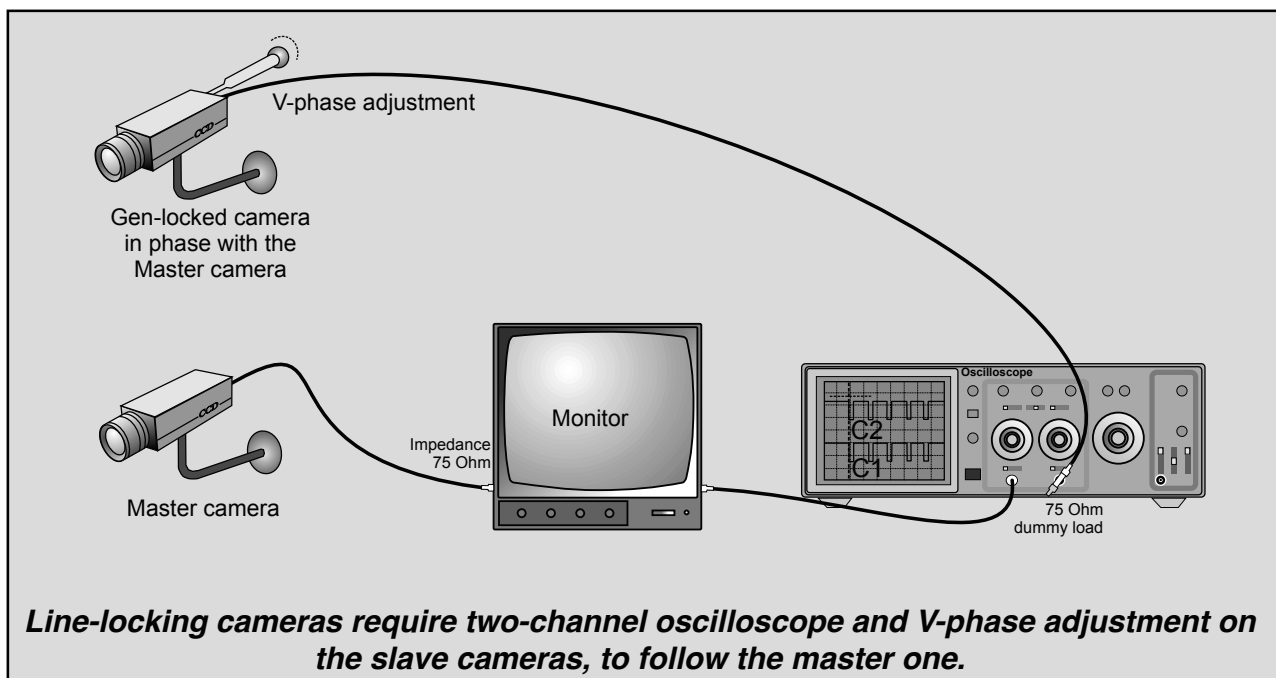 V-phase adjustment
CCD
Gen-locked camera
in phase with the
Master camera
CCD
Master camera
Impedance
75 Ohm
Monitor
Oscilloscope
C2
C1
75 Ohm
dummy load
Line-locking cameras require two-channel oscilloscope and V-phase adjustment on
the slave cameras, to follow the master one.